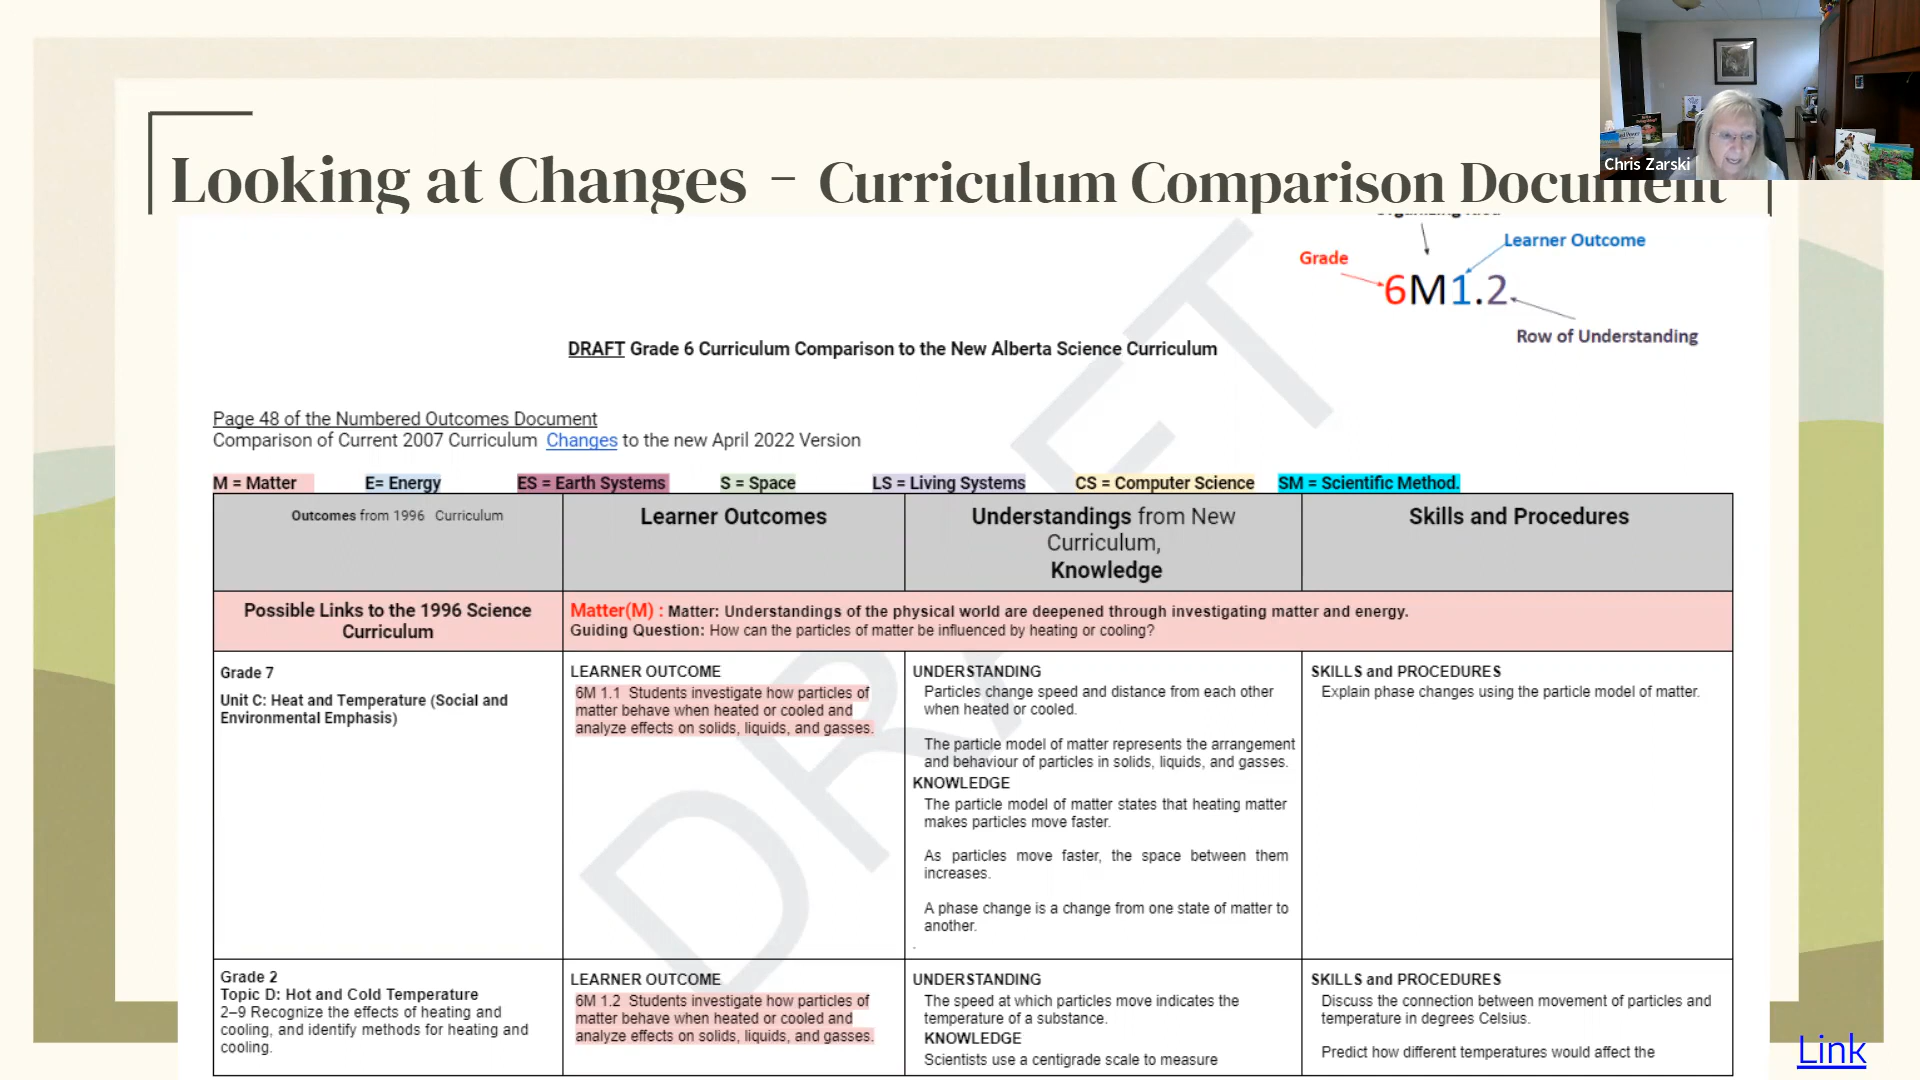 Chris Zarski
Looking at Changes – Curriculum Comparison Document
Learner Outcome
Grade
6M1.2
Row of Understanding
DRAFT Grade 6 Curriculum Comparison to the New Alberta Science Curriculum
Page 48 of the Numbered Outcomes Document
Comparison of Current 2007 Curriculum Changes to the new April 2022 Version
M = Matter E= Energy ES = Earth Systems S = Space LS = Living Systems CS = Computer Science SM = Scientific Method.
Outcomes from 1996 Curriculum
Learner Outcomes
Understandings from New
Curriculum,
Knowledge
Skills and Procedures
Possible Links to the 1996 Science
Curriculum
Matter(M) : Matter: Understandings of the physical world are deepened through investigating matter and energy.
Guiding Question: How can the particles of matter be influenced by heating or cooling?
Grade 7
Unit C: Heat and Temperature (Social and
Environmental Emphasis)
LEARNER OUTCOME
6M 1.1 Students investigate how particles of
matter behave when heated or cooled and
analyze effects on solids, liquids, and gasses.
UNDERSTANDING
Particles change speed and distance from each other
when heated or cooled.
The particle model of matter represents the arrangement
and behaviour of particles in solids, liquids, and gasses.
KNOWLEDGE
The particle model of matter states that heating matter
makes particles move faster.
As particles move faster, the space between them
increases.
A phase change is a change from one state of matter to
another.
.
SKILLS and PROCEDURES
Explain phase changes using the particle model of matter.
Grade 2
Topic D: Hot and Cold Temperature
2–9 Recognize the effects of heating and
cooling, and identify methods for heating and
cooling.
LEARNER OUTCOME
6M 1.2 Students investigate how particles of
matter behave when heated or cooled and
analyze effects on solids, liquids, and gasses.
UNDERSTANDING
The speed at which particles move indicates the
temperature of a substance.
KNOWLEDGE
Scientists use a centigrade scale to measure
SKILLS and PROCEDURES
Discuss the connection between movement of particles and
temperature in degrees Celsius.
Predict how different temperatures would affect the
DRAFT
Link